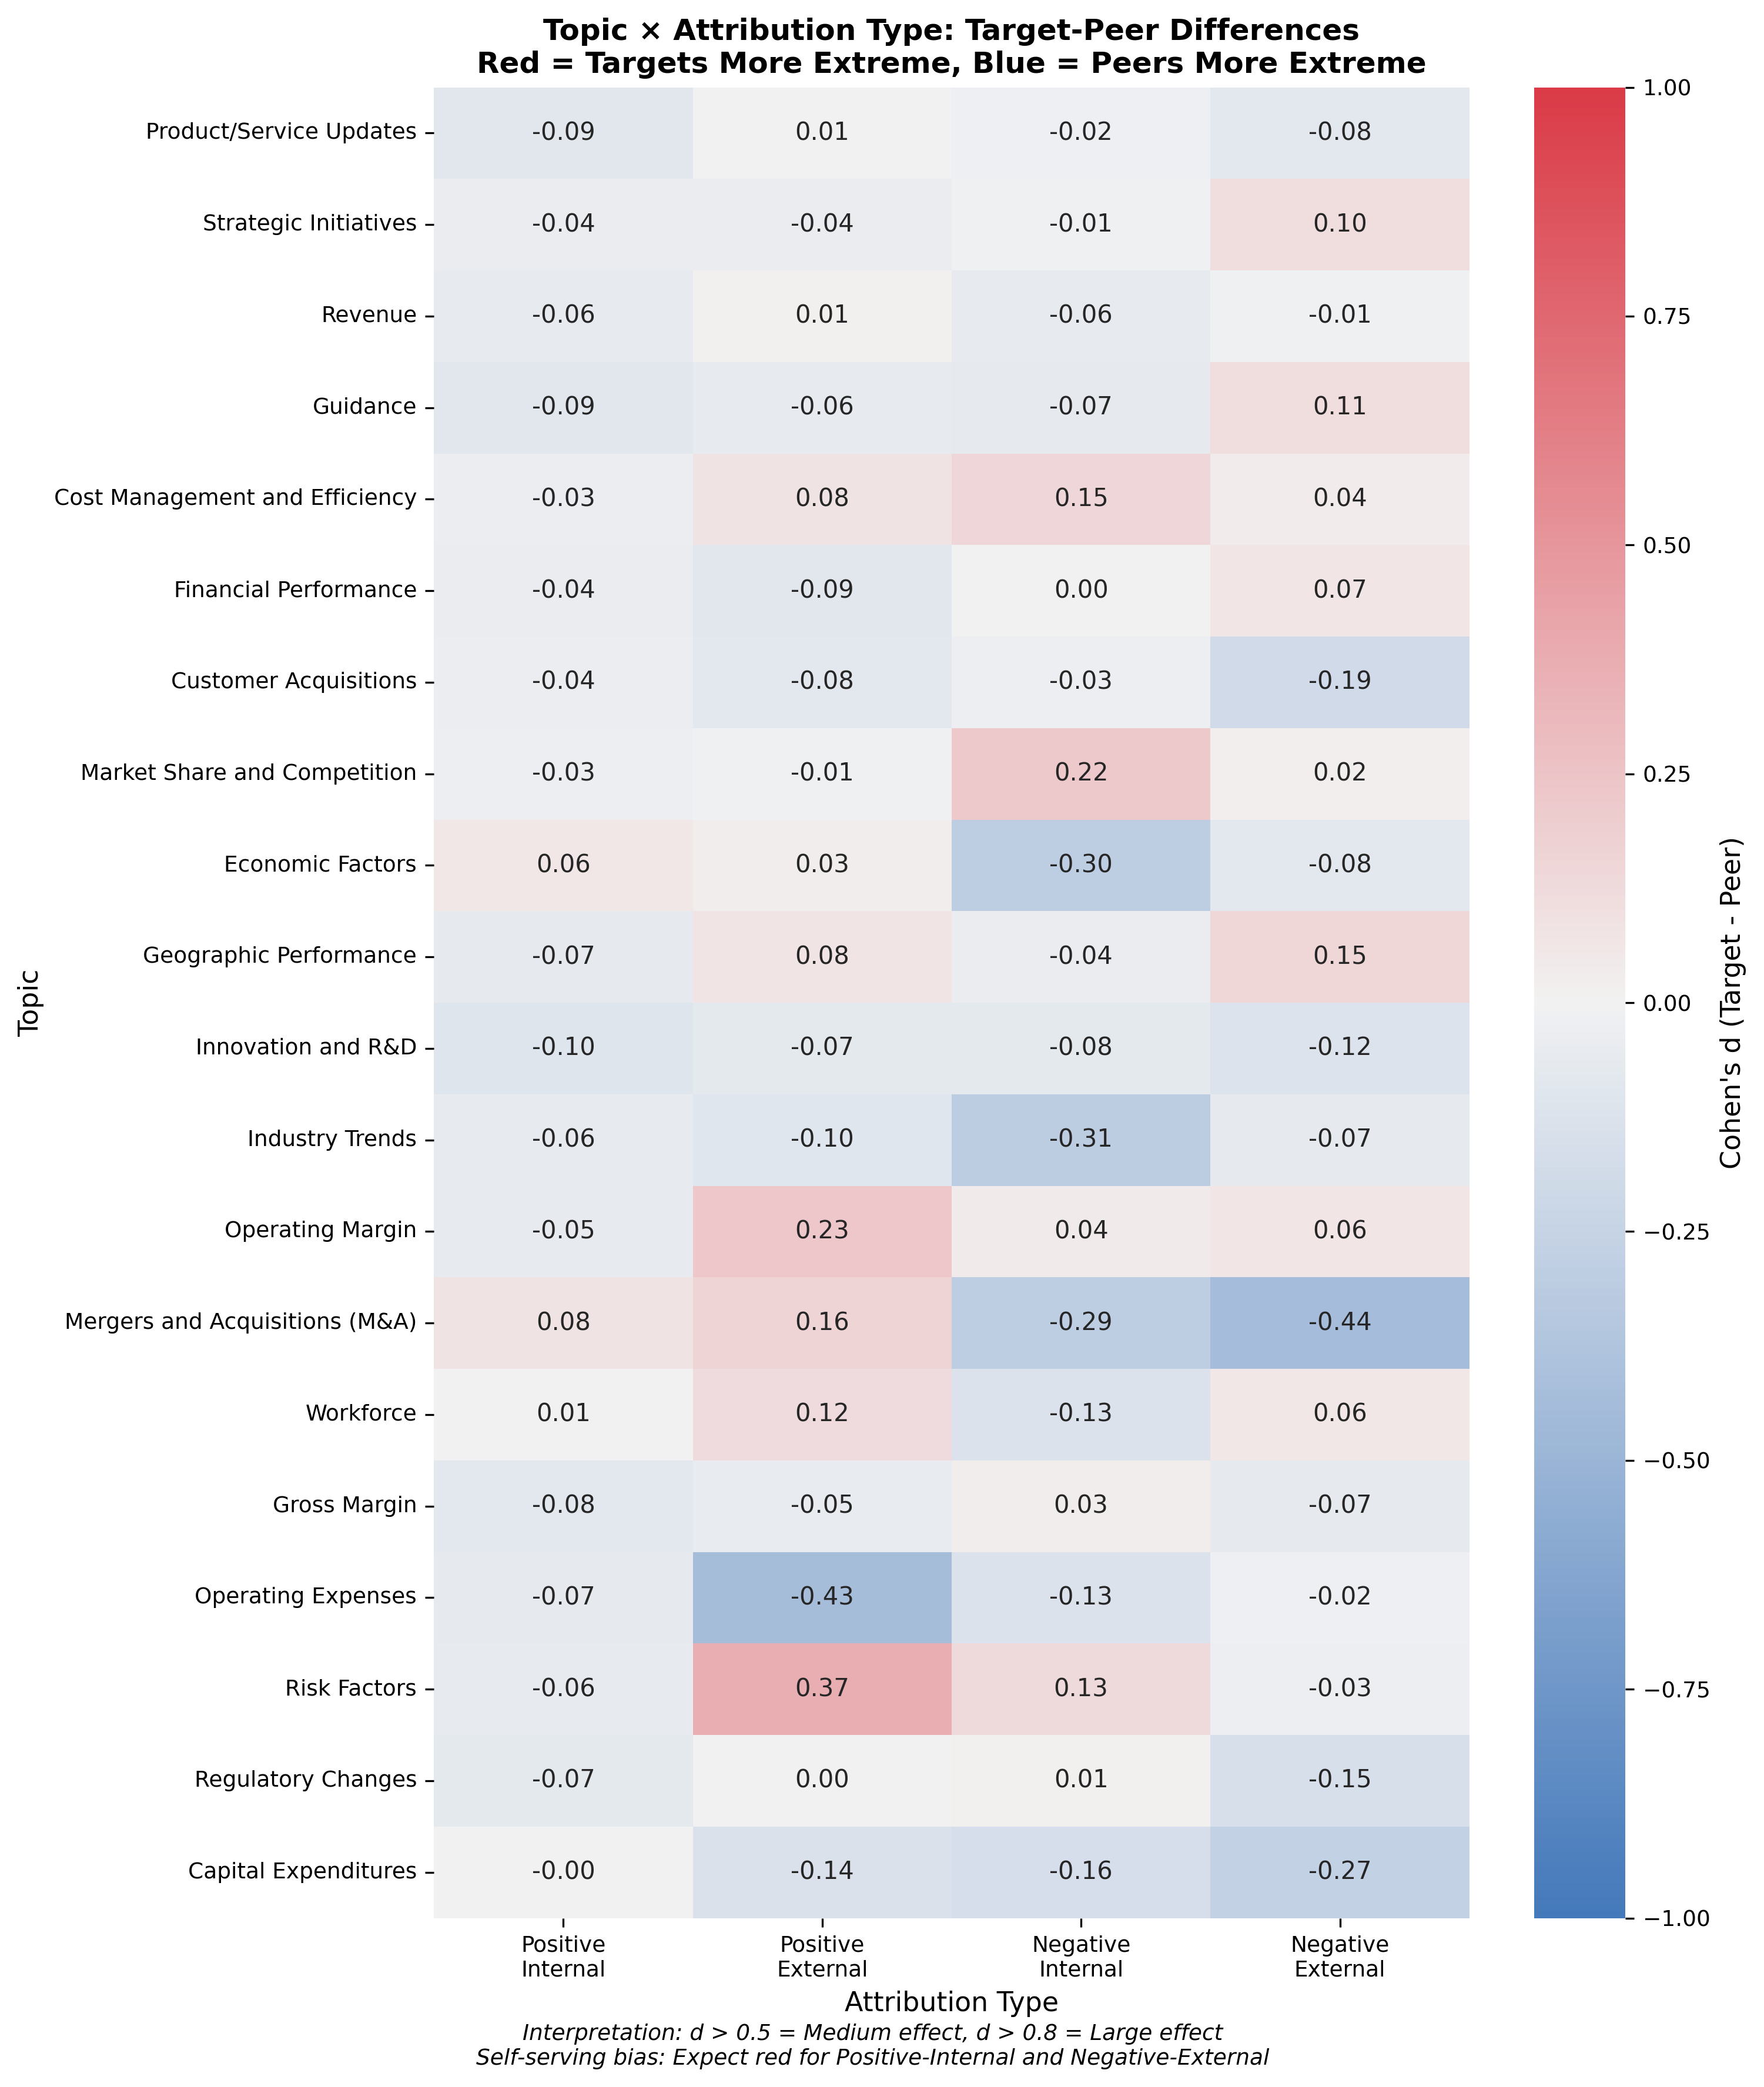 Topic × Attribution Type: Target-Peer Differences
Red = Targets More Extreme, Blue = Peers More Extreme
Product/Service Updates -0.09 0.01 -0.02 -0.08
Strategic Initiatives -0.04 -0.04 -0.01 0.10
Revenue -0.06 0.01 -0.06 -0.01
Guidance -0.09 -0.06 -0.07 0.11
Cost Management and Efficiency -0.03 0.08 0.15 0.04
Financial Performance -0.04 -0.09 0.00 0.07
Customer Acquisitions -0.04 -0.08 -0.03 -0.19
Market Share and Competition -0.03 -0.01 0.22 0.02
Economic Factors 0.06 0.03 -0.30 -0.08
Geographic Performance -0.07 0.08 -0.04 0.15
Innovation and R&D -0.10 -0.07 -0.08 -0.12
Industry Trends -0.06 -0.10 -0.31 -0.07
Operating Margin -0.05 0.23 0.04 0.06
Mergers and Acquisitions (M&A) 0.08 0.16 -0.29 -0.44
Workforce 0.01 0.12 -0.13 0.06
Gross Margin -0.08 -0.05 0.03 -0.07
Operating Expenses -0.07 -0.43 -0.13 -0.02
Risk Factors -0.06 0.37 0.13 -0.03
Regulatory Changes -0.07 0.00 0.01 -0.15
Capital Expenditures -0.00 -0.14 -0.16 -0.27
Topic
Positive Internal
Positive External
Negative Internal
Negative External
Attribution Type
Interpretation: d > 0.5 = Medium effect, d > 0.8 = Large effect
Self-serving bias: Expect red for Positive-Internal and Negative-External
1.00
0.75
0.50
0.25
0.00
−0.25
−0.50
−0.75
−1.00
Cohen's d (Target - Peer)